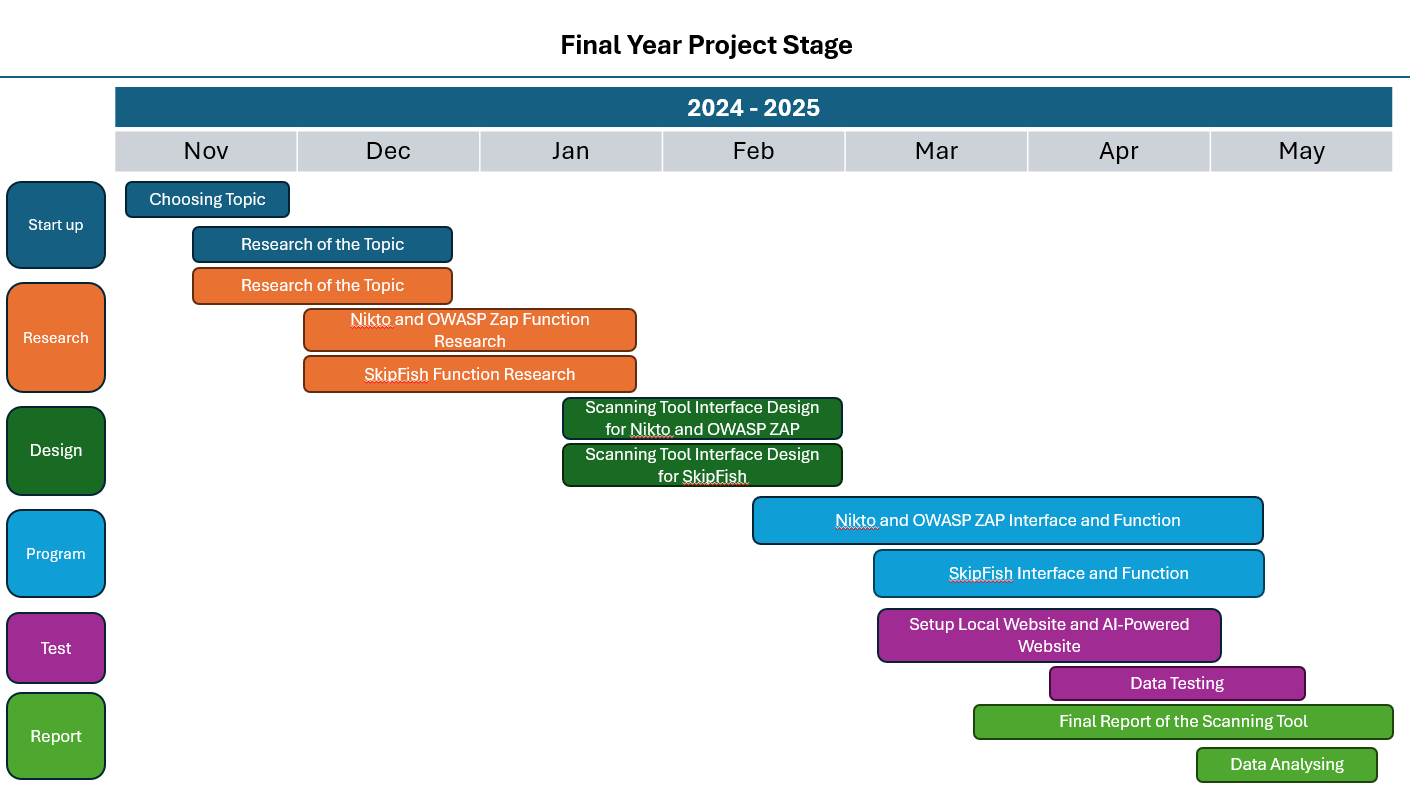 Final Year Project Stage
2024 - 2025
Nov Dec Jan Feb Mar Apr May
Start up
Choosing Topic
Research of the Topic
Research
Research of the Topic
Nikto and OWASP Zap Function
Research
SkipFish Function Research
Design
Scanning Tool Interface Design
for Nikto and OWASP ZAP
Scanning Tool Interface Design
for SkipFish
Program
Nikto and OWASP ZAP Interface and Function
SkipFish Interface and Function
Test
Setup Local Website and AI-Powered
Website
Data Testing
Report
Final Report of the Scanning Tool
Data Analysing